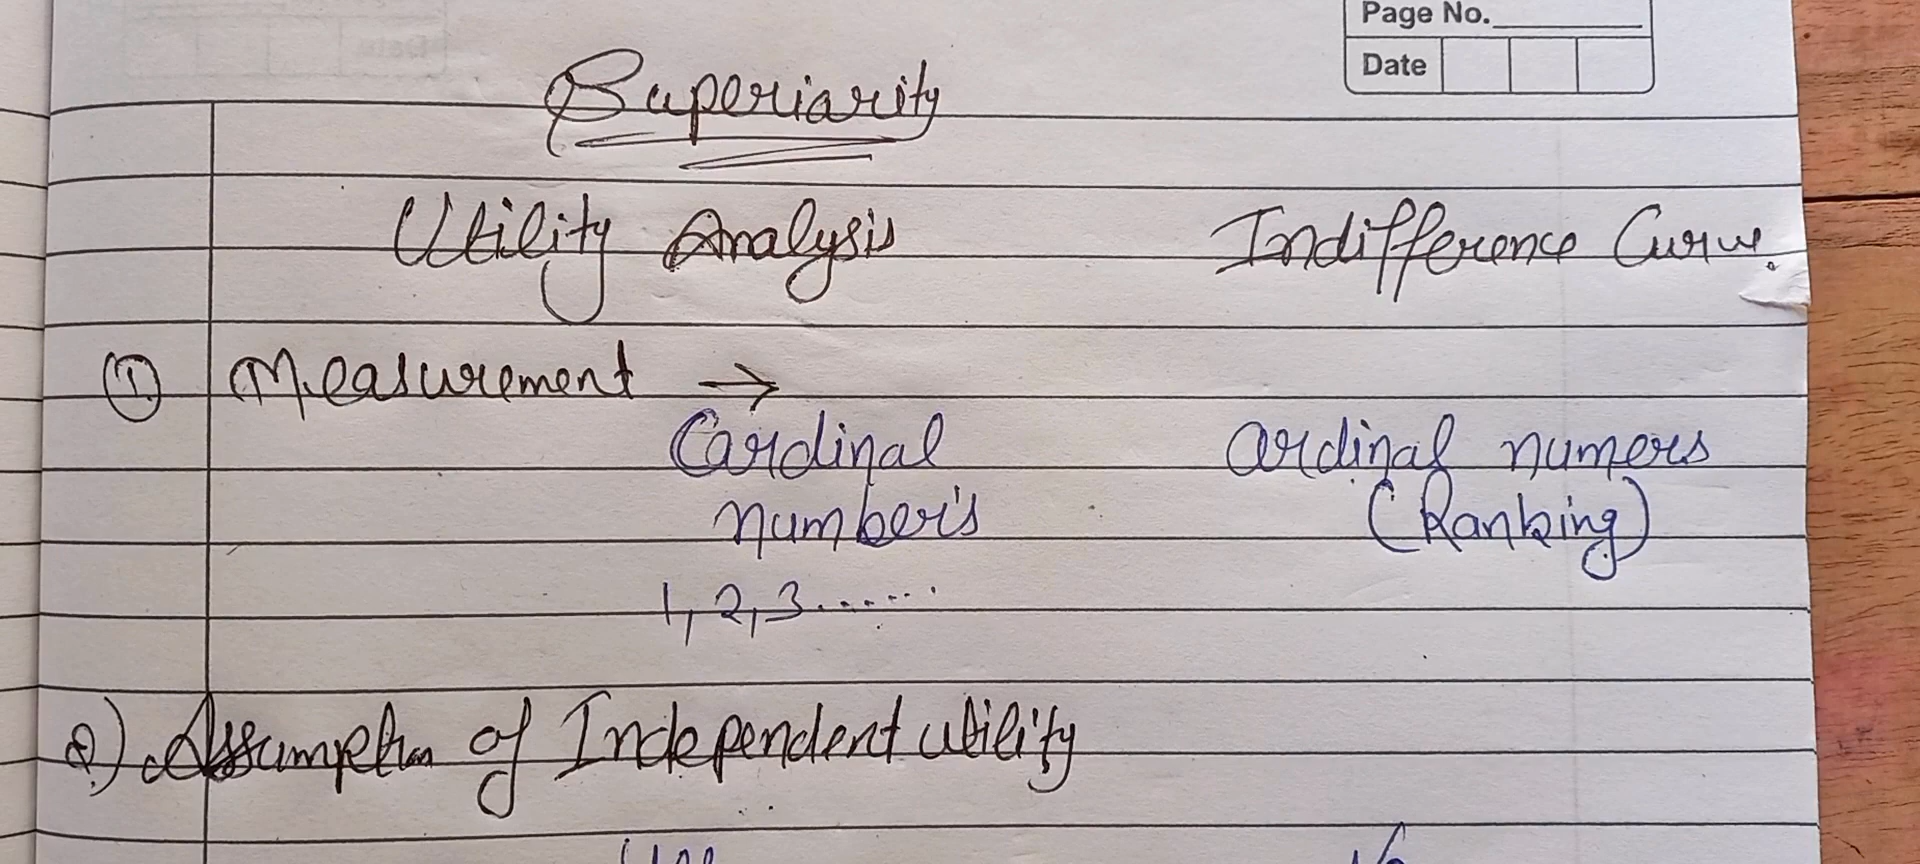 Page No.
Date
Superiarity
Utility Analysis Indifference Curve.
1 Measurement →
Cardinal ordinal numers
number's (Ranking)
1, 2, 3.......
2) Assumption of Independent utility